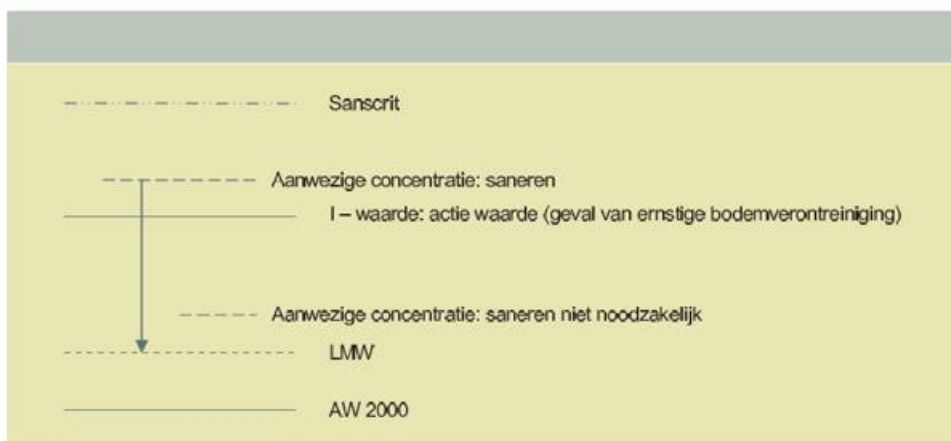 Sanscrit
Aanwezige concentratie: saneren
I – waarde: actie waarde (geval van ernstige bodemverontreiniging)
Aanwezige concentratie: saneren niet noodzakelijk
LMW
AW 2000